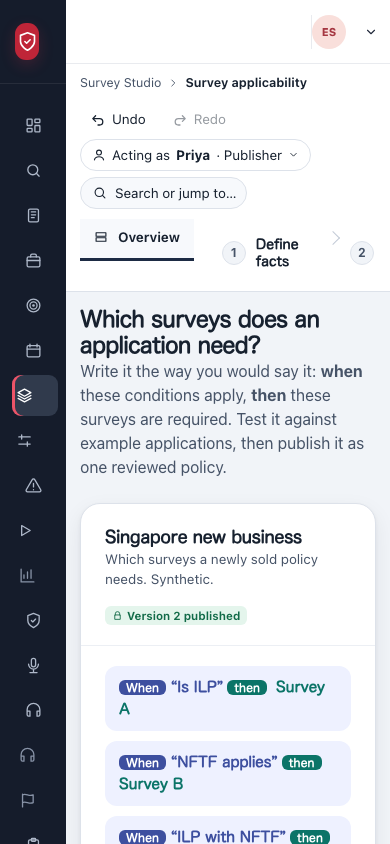 ES
Survey Studio > Survey applicability
Undo Redo
Acting as Priya · Publisher
Search or jump to...
Overview 1 Define facts 2
Which surveys does an
application need?
Write it the way you would say it: when
these conditions apply, then these
surveys are required. Test it against
example applications, then publish it as
one reviewed policy.
Singapore new business
Which surveys a newly sold policy
needs. Synthetic.
Version 2 published
When “Is ILP” then Survey
A
When “NFTF applies” then
Survey B
When “ILP with NFTF” then